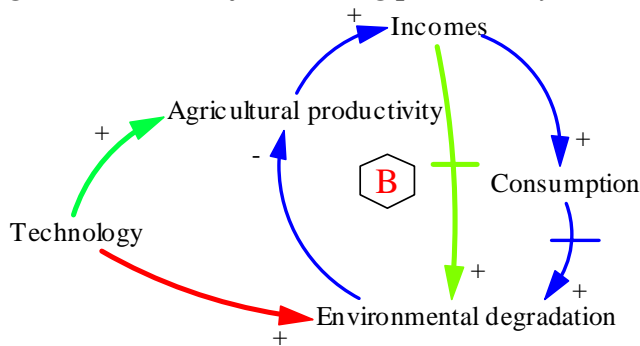 +
Incomes
Agricultural productivity
+
+
-
B
Consumption
Technology
+
+
Environmental degradation
+